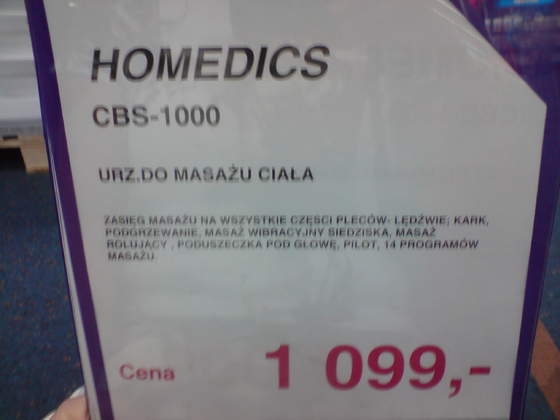 HOMEDICS
CBS-1000
URZ.DO MASAŻU CIAŁA
ZASIĘG MASAŻU NA WSZYSTKIE CZĘŚCI PLECÓW- LĘDŹWIE, KARK,
PODGRZEWANIE, MASAŻ WIBRACYJNY SIEDZISKA, MASAŻ
ROLUJĄCY , PODUSZECZKA POD GŁOWĘ, PILOT, 14 PROGRAMÓW
MASAŻU
Cena 1 099,-